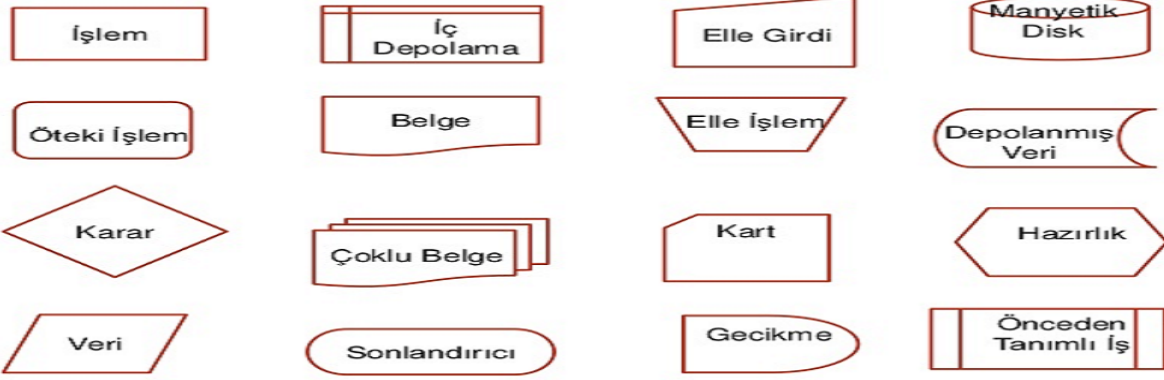 İşlem
İç
Depolama
Elle Girdi
Manyetik
Disk
Öteki İşlem
Belge
Elle İşlem
Depolanmış
Veri
Karar
Çoklu Belge
Kart
Hazırlık
Veri
Sonlandırıcı
Gecikme
Önceden
Tanımlı İş